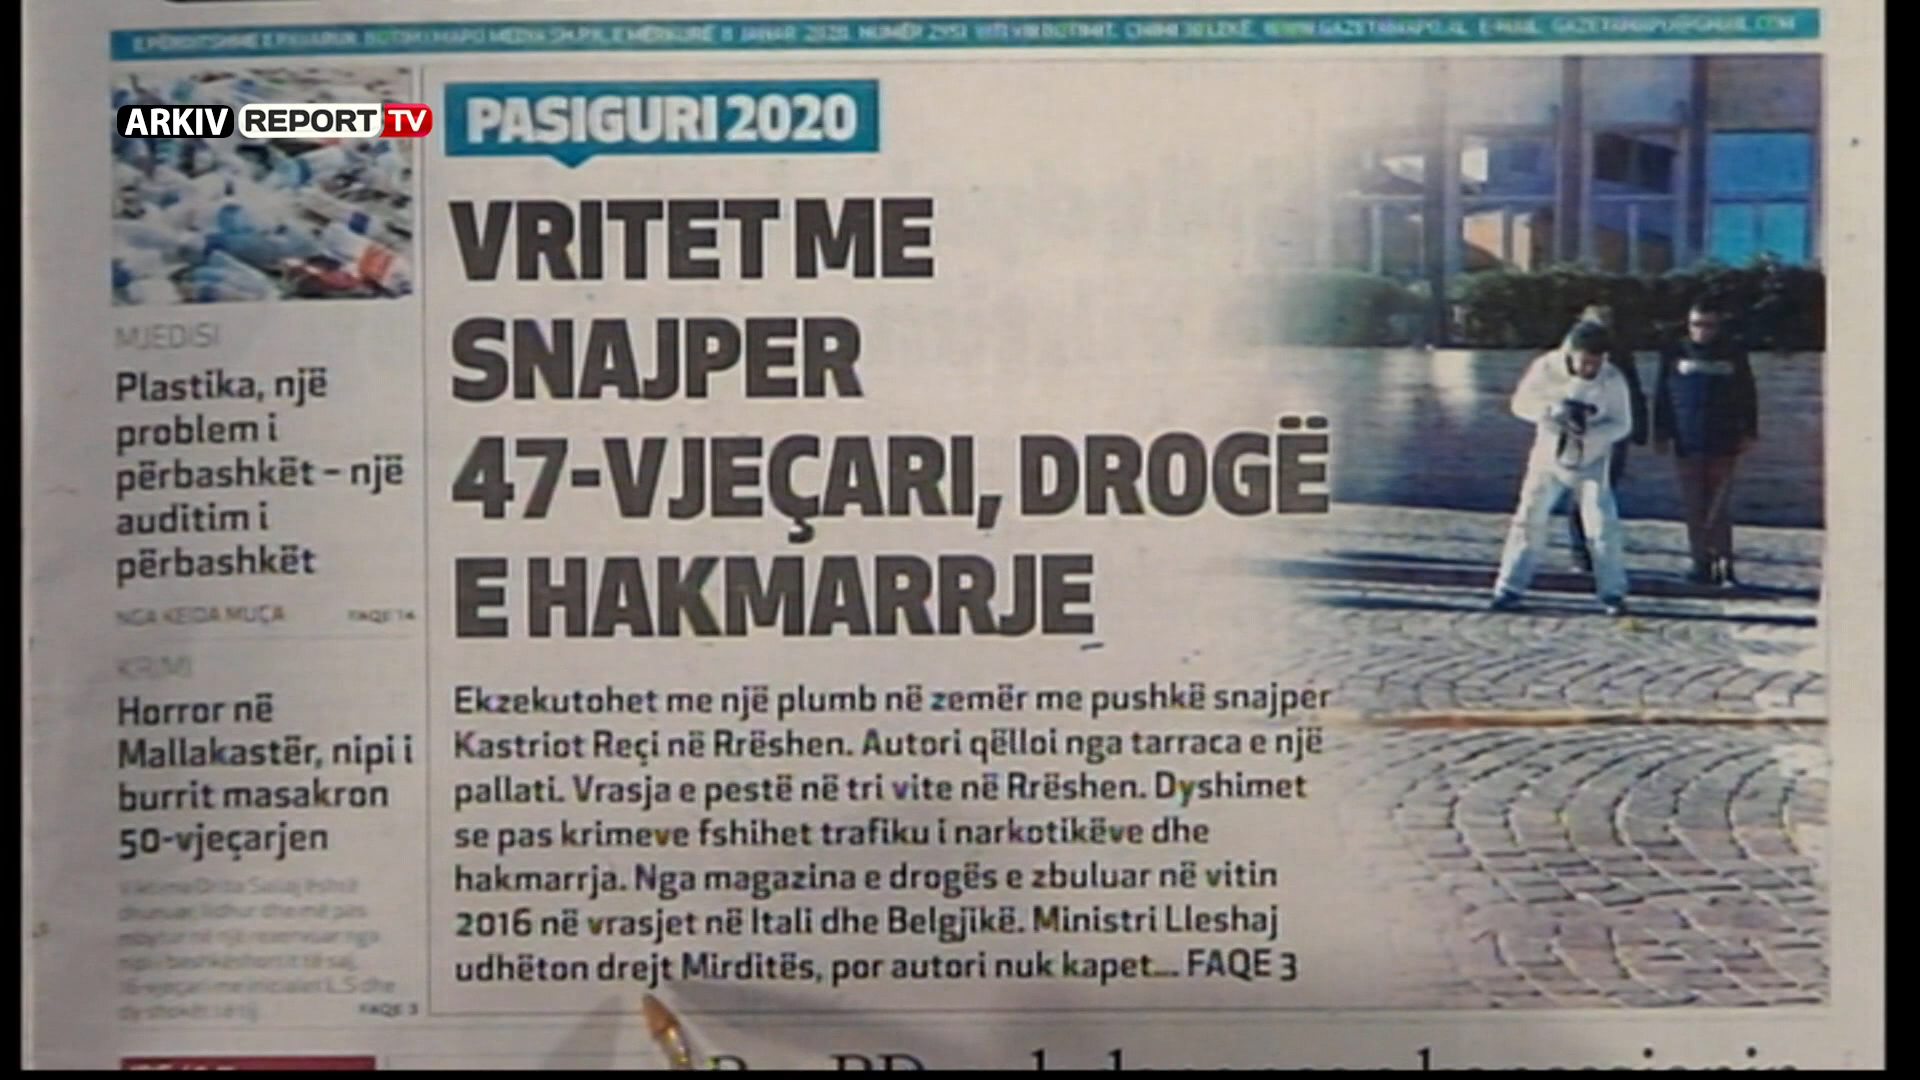 E PËRDITSHME E PAVARUR. BOTIM I MAPO MEDIA SH.P.K. E MËRKURË 8 JANAR 2020. NUMËR 2951. VITI VIII I BOTIMIT. ÇMIMI 30 LEKË. WWW.GAZETAMAPO.AL E-MAIL: GAZETAMAPO@GMAIL.COM
ARKIV REPORT TV
MJEDISI
Plastika, një
problem i
përbashkët – një
auditim i
përbashkët
NGA KEIDA MUÇA FAQE 14
KRIMI
Horror në
Mallakastër, nipi i
burrit masakron
50-vjeçarjen
FAQE 3
PASIGURI 2020
VRITET ME
SNAJPER
47-VJEÇARI, DROGË
E HAKMARRJE
Ekzekutohet me një plumb në zemër me pushkë snajper
Kastriot Reçi në Rrëshen. Autori qëlloi nga tarraca e një
pallati. Vrasja e pestë në tri vite në Rrëshen. Dyshimet
se pas krimeve fshihet trafiku i narkotikëve dhe
hakmarrja. Nga magazina e drogës e zbuluar në vitin
2016 në vrasjet në Itali dhe Belgjikë. Ministri Lleshaj
udhëton drejt Mirditës, por autori nuk kapet... FAQE 3